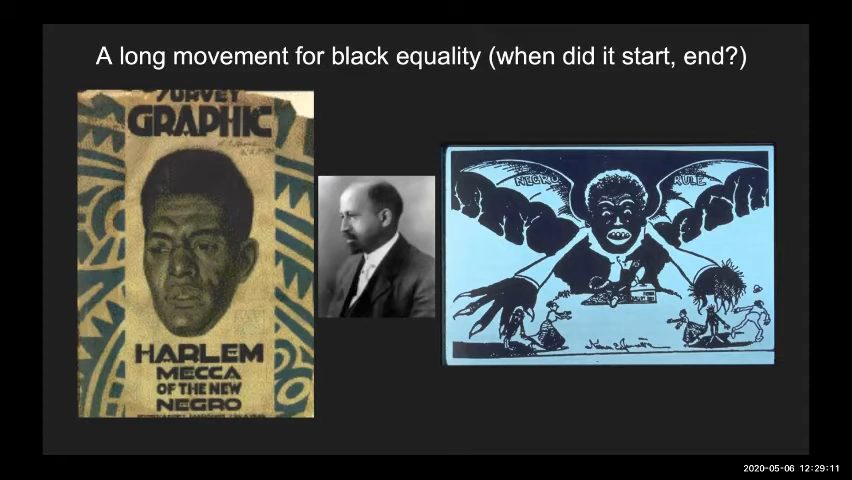 A long movement for black equality (when did it start, end?)
SURVEY
GRAPHIC
HARLEM
MECCA
OF THE NEW
NEGRO
NEGRO RULE
2020-05-06 12:29:11